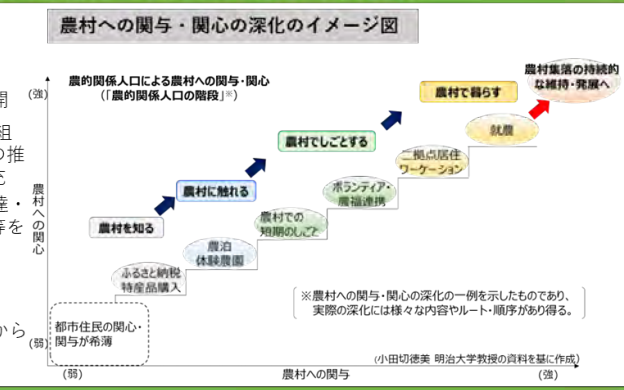 農村への関与・関心の深化のイメージ図
開
組
の推
達・
等を
から
(強)
農的関係人口による農村への関与・関心
(「農的関係人口の階段」※)
農村集落の持続的
な維持・発展へ
農村で暮らす
就農
農村でしごとする
二拠点居住
ワーケーション
農村に触れる
ボランティア・
農福連携
農村を知る
農村での
短期のしごと
農泊
体験農園
ふるさと納税
特産品購入
都市住民の関心・
関与が希薄
農村への関心
(弱)
※農村への関与・関心の深化の一例を示したものであり、
実際の深化には様々な内容やルート・順序があり得る。
(小田切徳美 明治大学教授の資料を基に作成)
(弱)
農村への関与
(強)